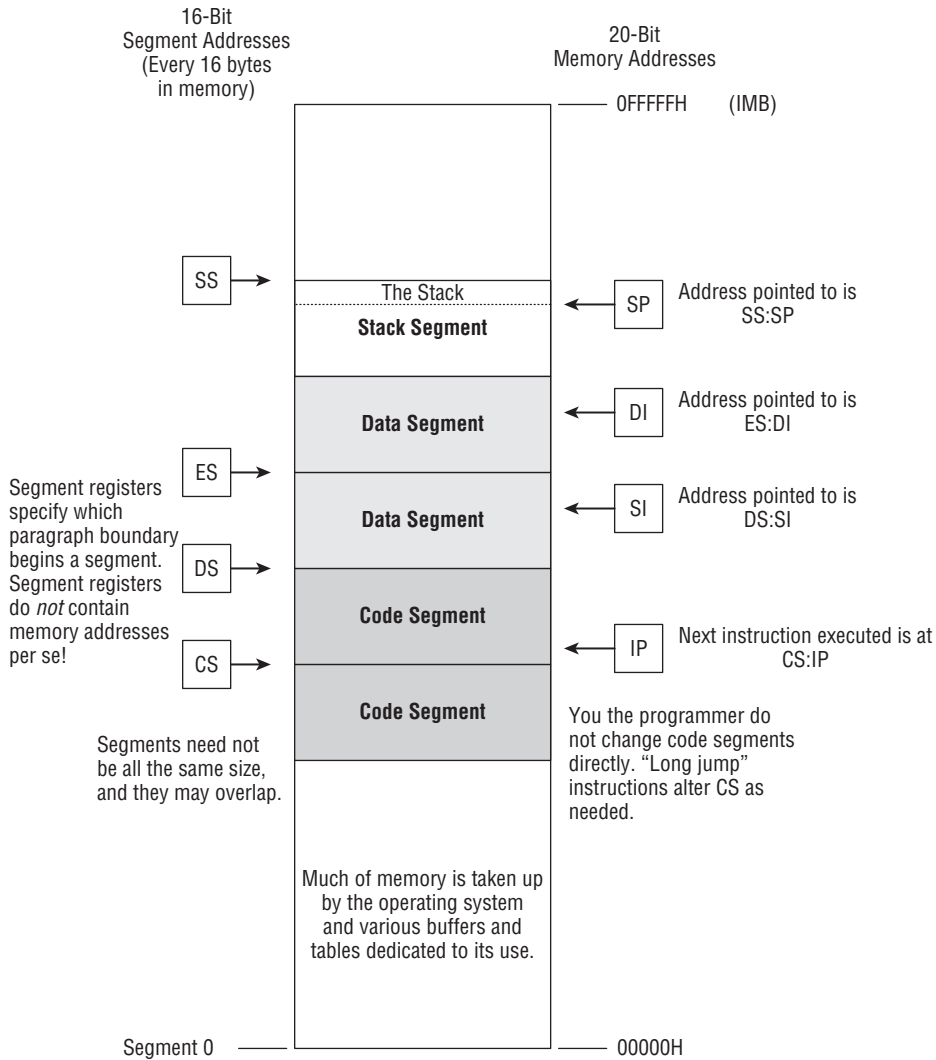 16-Bit
Segment Addresses
(Every 16 bytes
in memory)
20-Bit
Memory Addresses
0FFFFFH (IMB)
SS
The Stack
Stack Segment
SP
Address pointed to is
SS:SP
Data Segment
DI
Address pointed to is
ES:DI
ES
Segment registers
specify which
paragraph boundary
begins a segment.
Segment registers
do not contain
memory addresses
per se!
Data Segment
SI
Address pointed to is
DS:SI
DS
Code Segment
IP
Next instruction executed is at
CS:IP
CS
Code Segment
Segments need not
be all the same size,
and they may overlap.
You the programmer do
not change code segments
directly. “Long jump”
instructions alter CS as
needed.
Much of memory is taken up
by the operating system
and various buffers and
tables dedicated to its use.
Segment 0
00000H